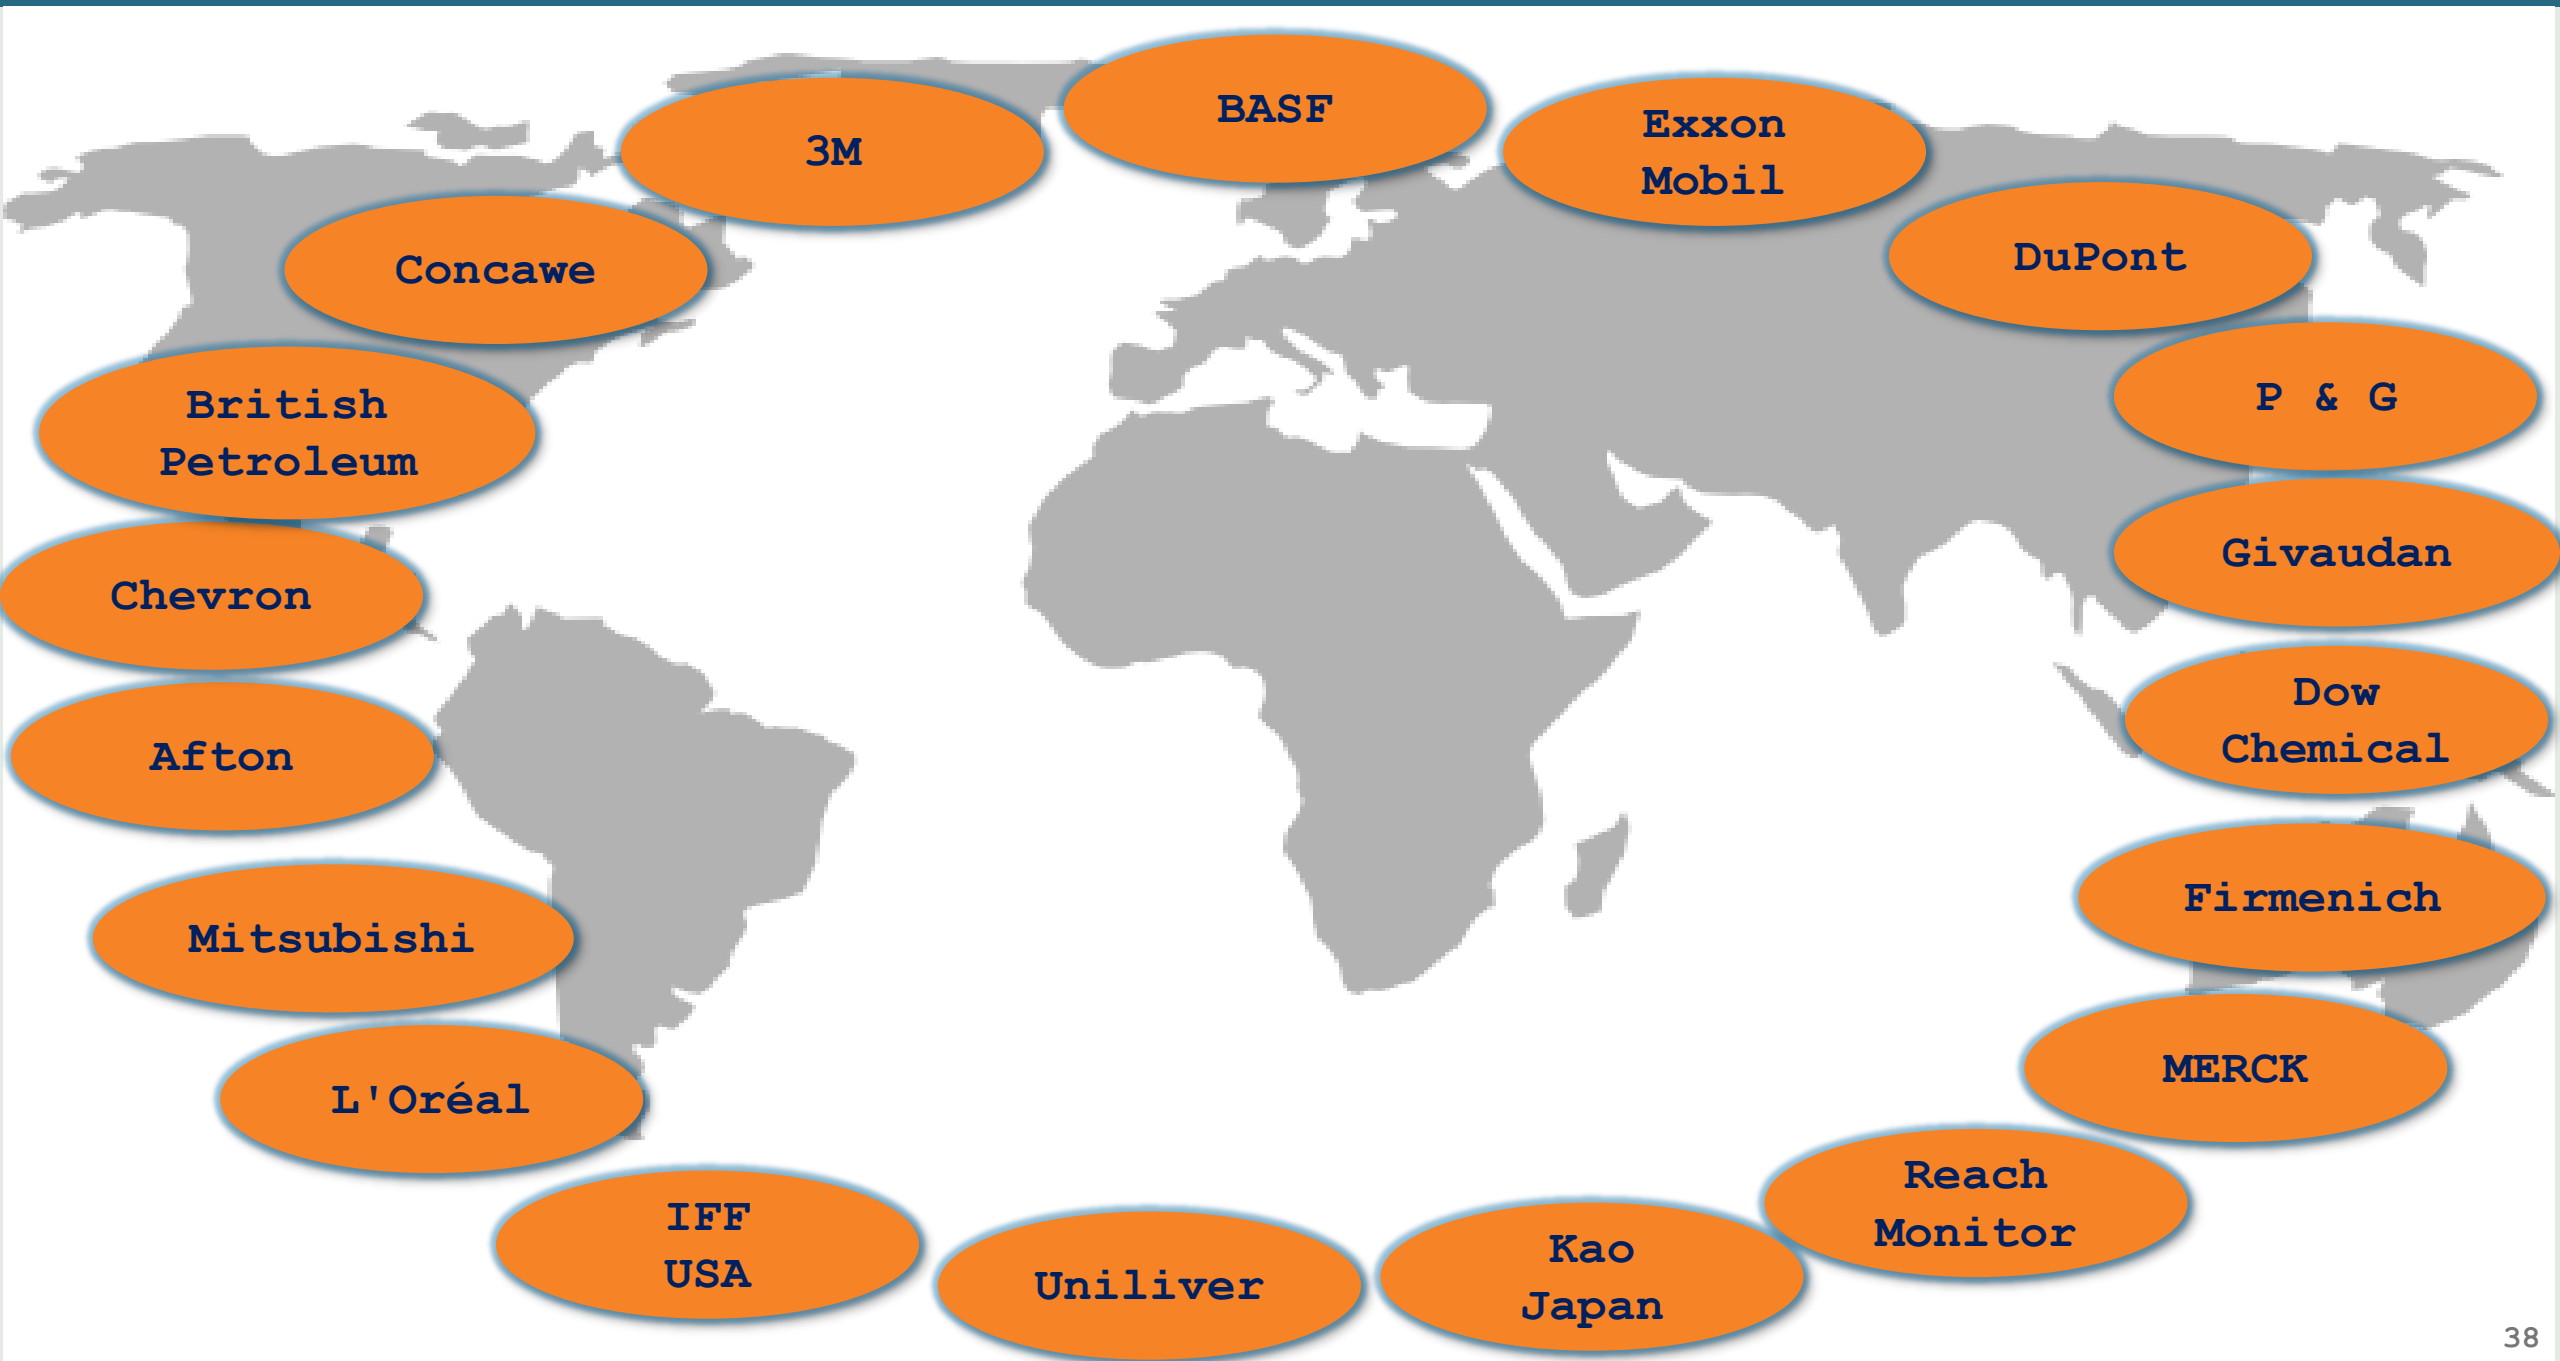 BASF
3M
Exxon
Mobil
Concawe
DuPont
British
Petroleum
P & G
Chevron
Givaudan
Afton
Dow
Chemical
Mitsubishi
Firmenich
L'Oréal
MERCK
IFF
USA
Uniliver
Kao
Japan
Reach
Monitor
38